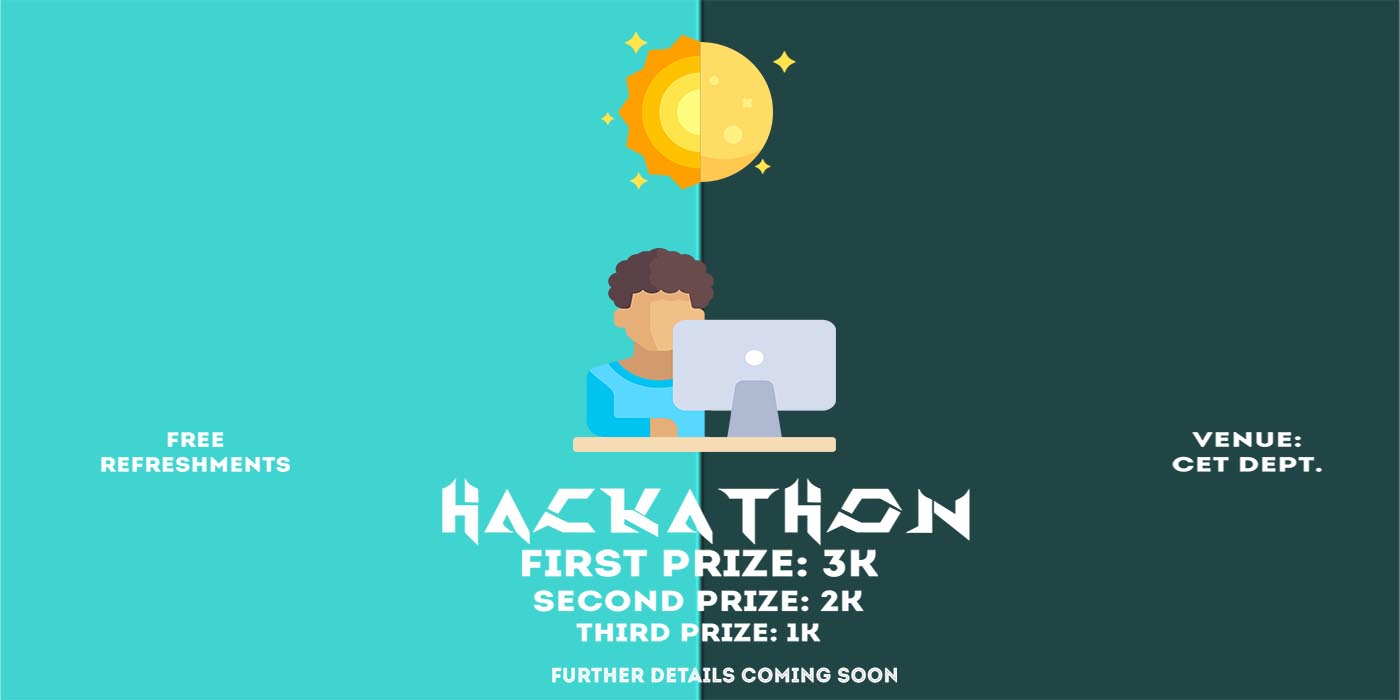 FREE
REFRESHMENTS
VENUE:
CET DEPT.
HACKATHON
FIRST PRIZE: 3K
SECOND PRIZE: 2K
THIRD PRIZE: 1K
FURTHER DETAILS COMING SOON